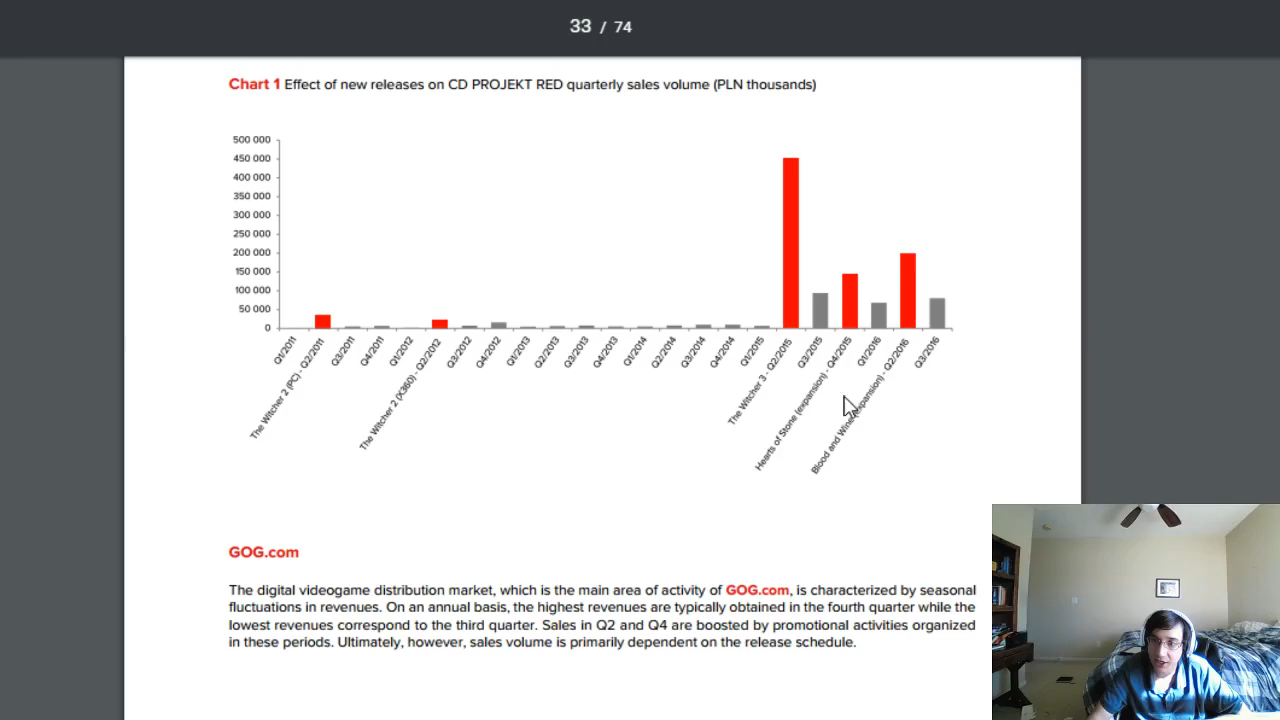 33 / 74
Chart 1 Effect of new releases on CD PROJEKT RED quarterly sales volume (PLN thousands)
500 000
450 000
400 000
350 000
300 000
250 000
200 000
150 000
100 000
50 000
0
Q1/2011
The Witcher 2 (PC) - Q2/2011
Q3/2011
Q4/2011
Q1/2012
The Witcher 2 (X360) - Q2/2012
Q3/2012
Q4/2012
Q1/2013
Q2/2013
Q3/2013
Q4/2013
Q1/2014
Q2/2014
Q3/2014
Q4/2014
Q1/2015
The Witcher 3 - Q2/2015
Q3/2015
Hearts of Stone (expansion) - Q4/2015
Q1/2016
Blood and Wine (expansion) - Q2/2016
Q3/2016
GOG.com
The digital videogame distribution market, which is the main area of activity of GOG.com, is characterized by seasonal
fluctuations in revenues. On an annual basis, the highest revenues are typically obtained in the fourth quarter while the
lowest revenues correspond to the third quarter. Sales in Q2 and Q4 are boosted by promotional activities organized
in these periods. Ultimately, however, sales volume is primarily dependent on the release schedule.